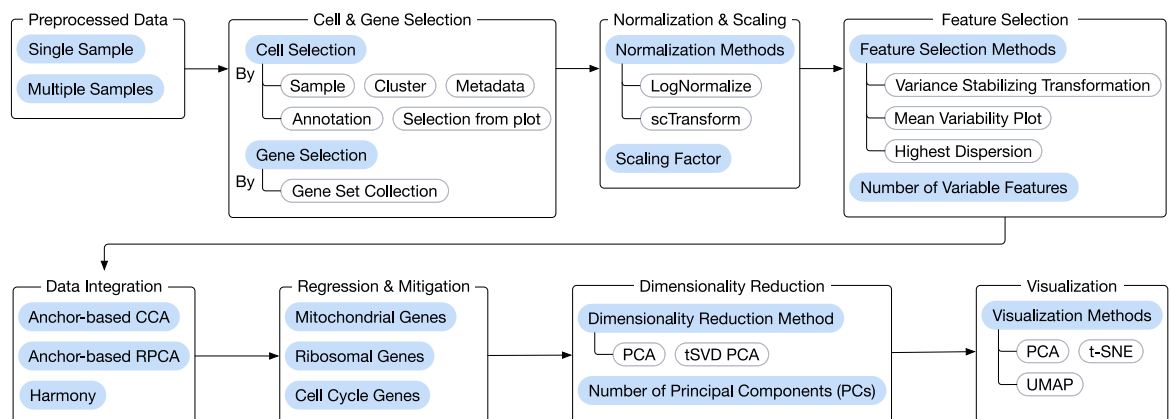 Preprocessed Data
Single Sample
Multiple Samples
Cell & Gene Selection
Cell Selection
By
Sample
Cluster
Metadata
Annotation
Selection from plot
Gene Selection
By
Gene Set Collection
Normalization & Scaling
Normalization Methods
LogNormalize
scTransform
Scaling Factor
Feature Selection
Feature Selection Methods
Variance Stabilizing Transformation
Mean Variability Plot
Highest Dispersion
Number of Variable Features
Data Integration
Anchor-based CCA
Anchor-based RPCA
Harmony
Regression & Mitigation
Mitochondrial Genes
Ribosomal Genes
Cell Cycle Genes
Dimensionality Reduction
Dimensionality Reduction Method
PCA
tSVD PCA
Number of Principal Components (PCs)
Visualization
Visualization Methods
PCA
t-SNE
UMAP